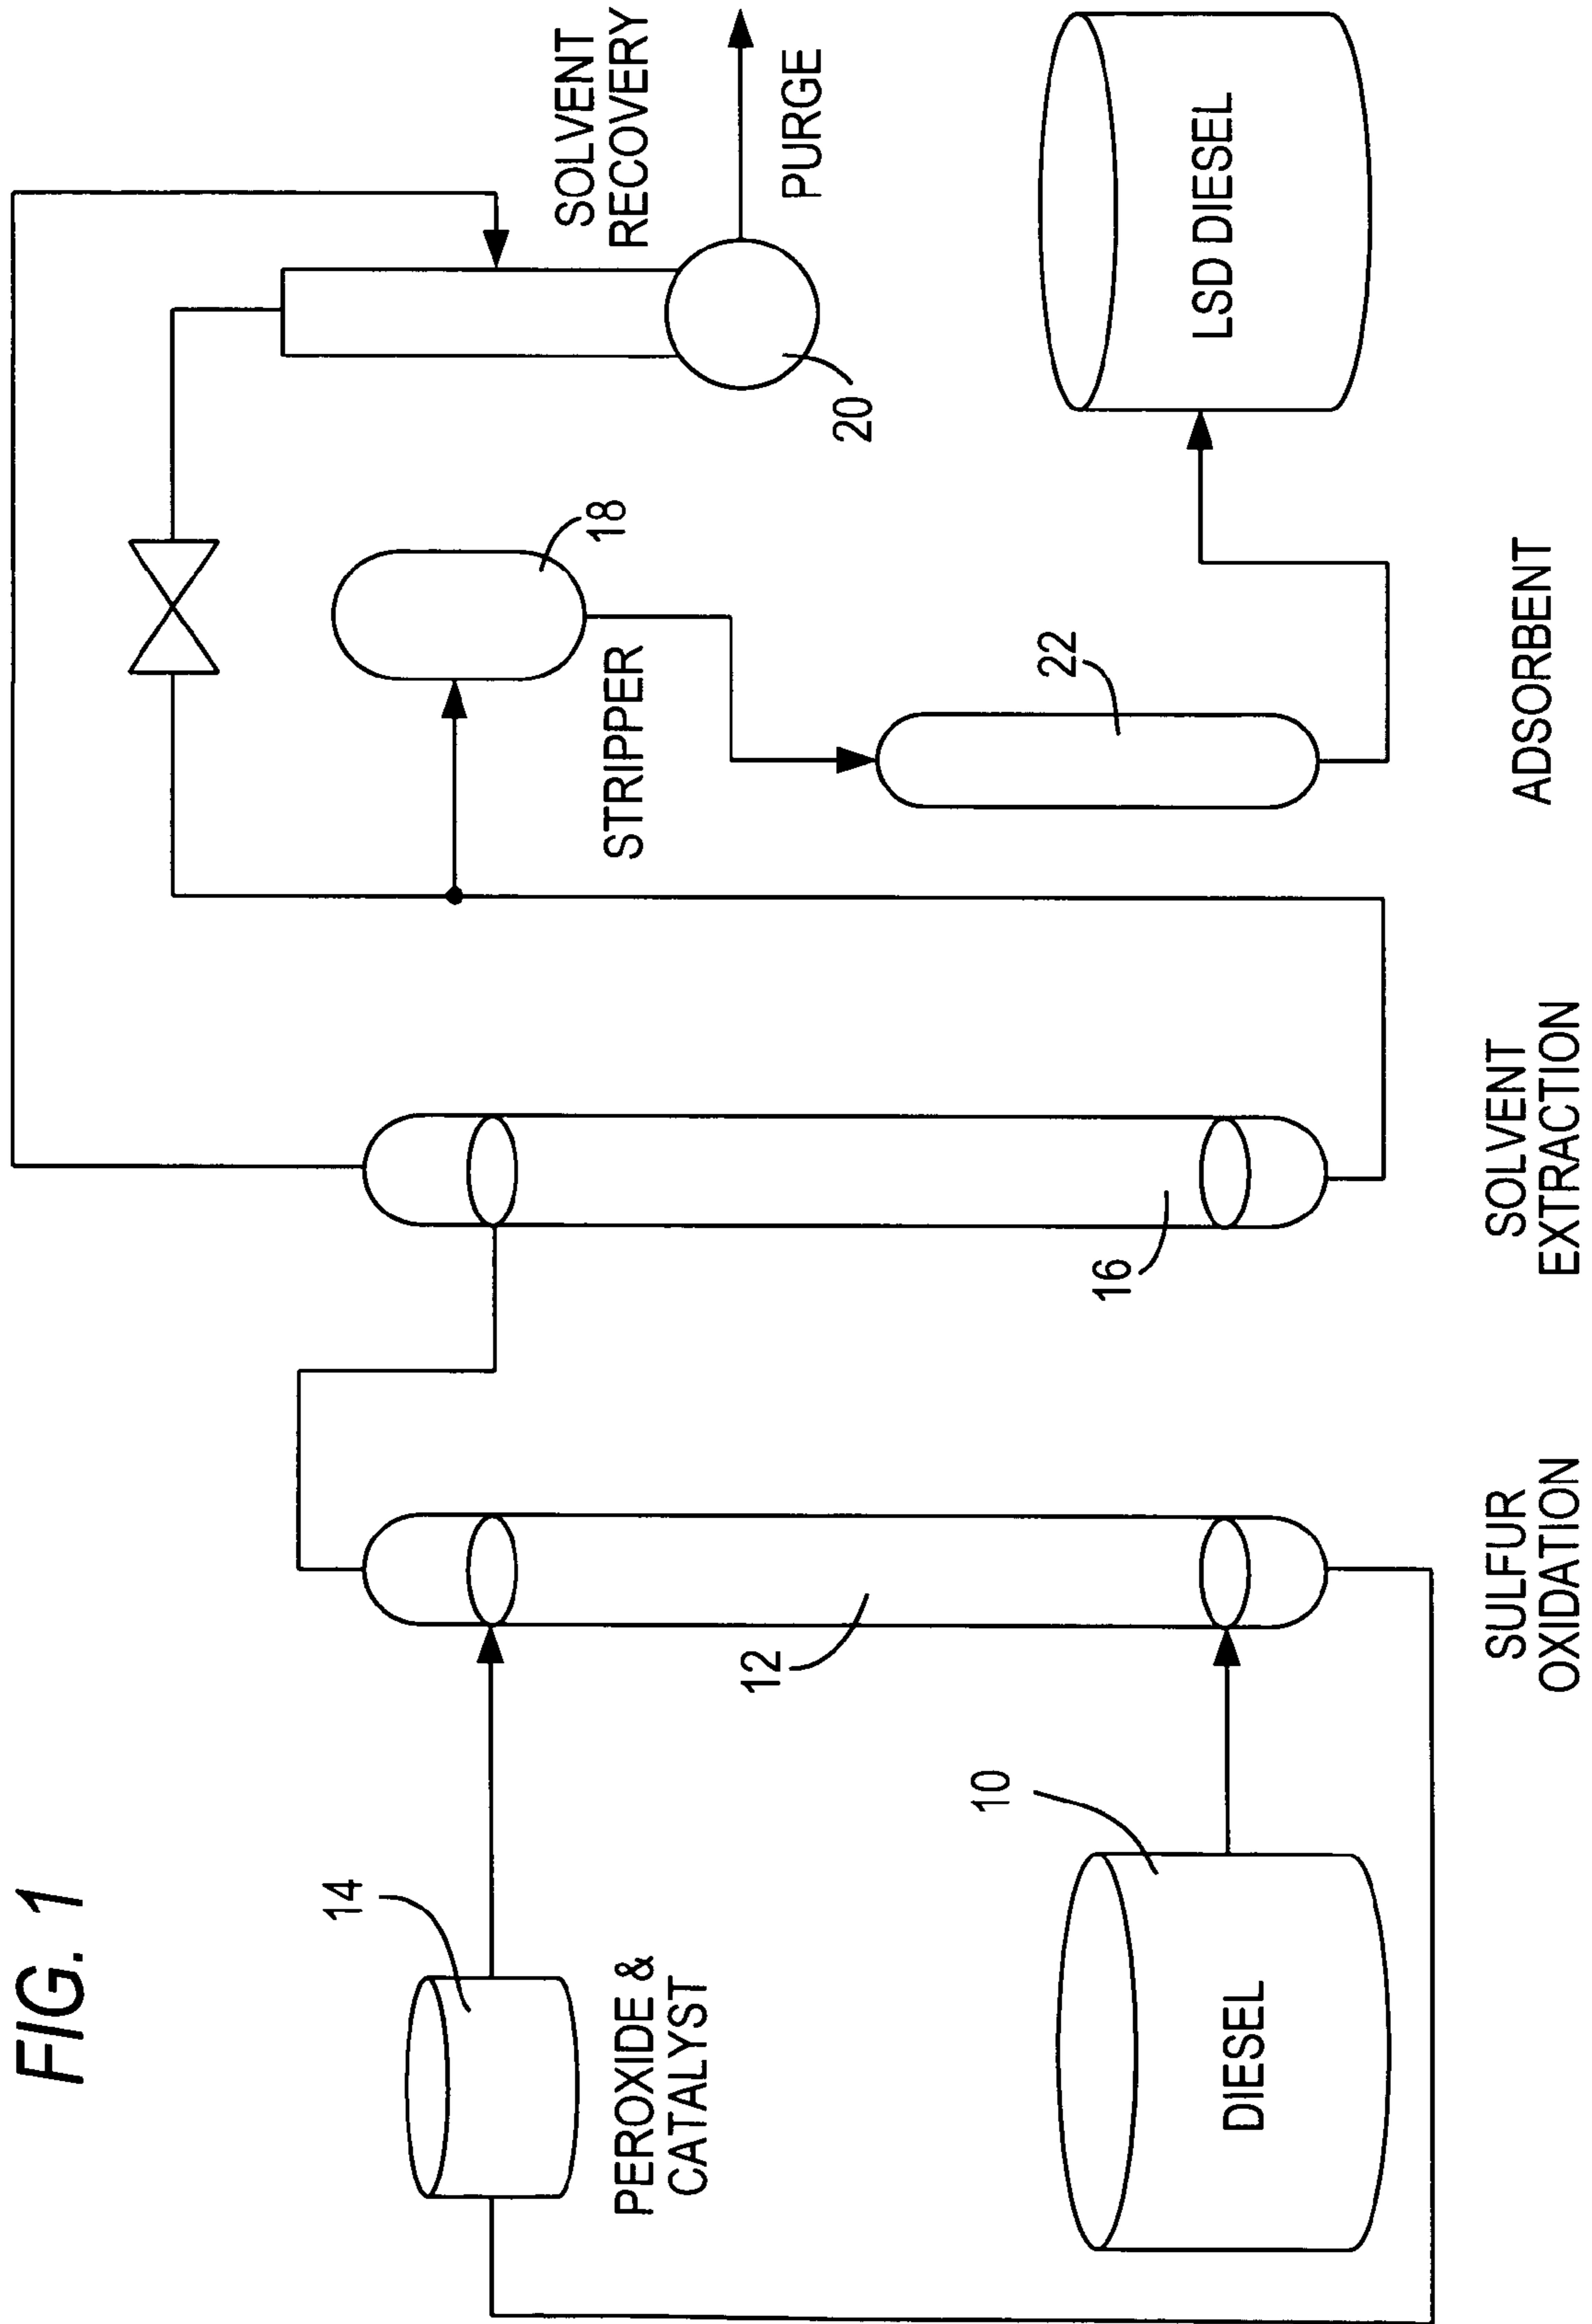 FIG. 1
14
PEROXIDE &
CATALYST
10
DIESEL
12
SULFUR
OXIDATION
16
SOLVENT
EXTRACTION
STRIPPER
18
22
ADSORBENT
SOLVENT
RECOVERY
20
PURGE
LSD DIESEL